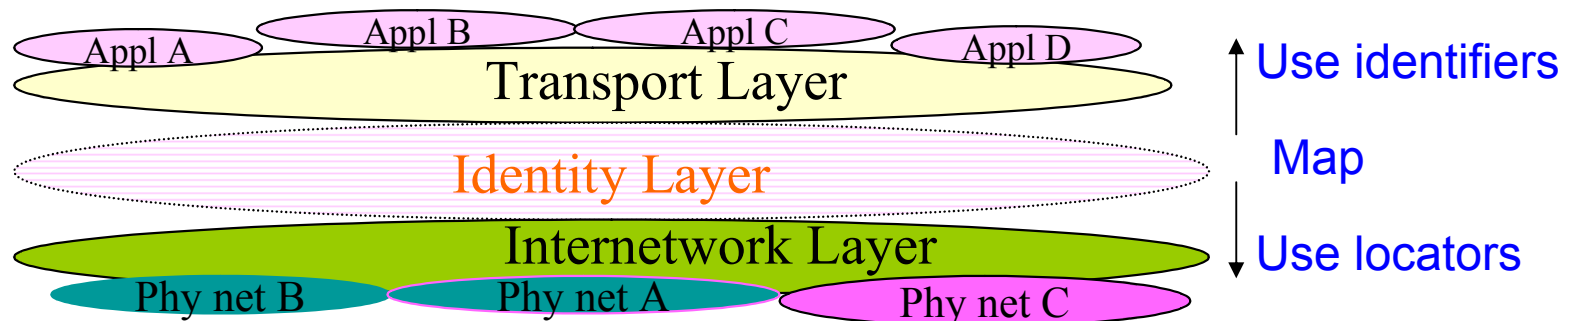 Appl A
Appl B
Appl C
Appl D
Transport Layer
Use identifiers
Identity Layer
Map
Internetwork Layer
Use locators
Phy net B
Phy net A
Phy net C